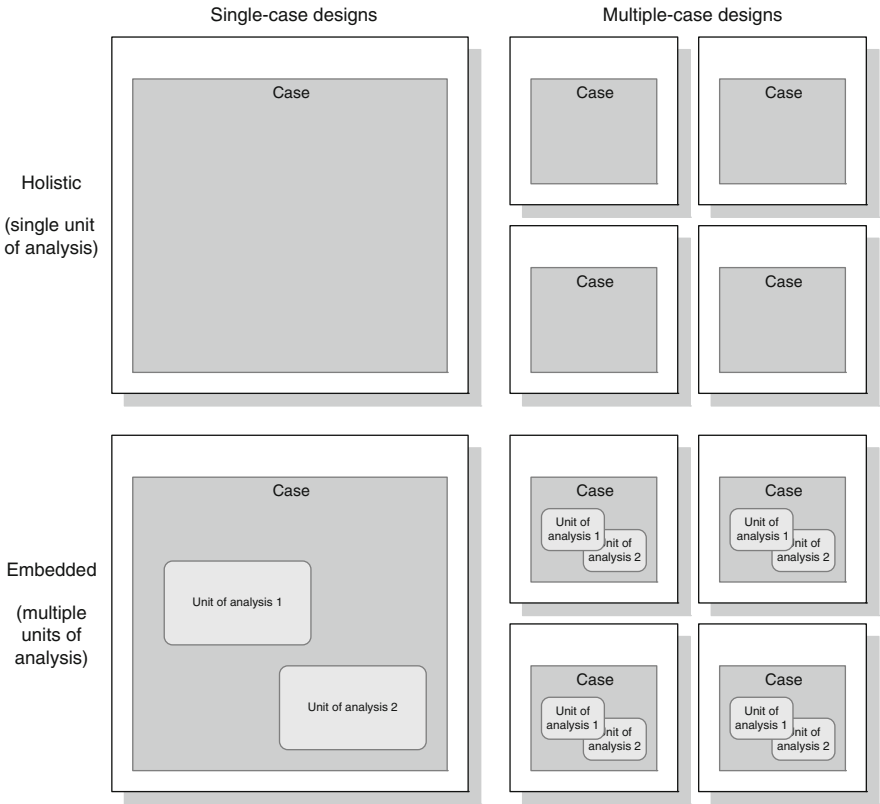 Single-case designs
Multiple-case designs
Holistic
(single unit
of analysis)
Case
Case
Case
Case
Case
Embedded
(multiple
units of
analysis)
Case
Unit of analysis 1
Unit of analysis 2
Case
Unit of
analysis 1
Unit of
analysis 2
Case
Unit of
analysis 1
Unit of
analysis 2
Case
Unit of
analysis 1
Unit of
analysis 2
Case
Unit of
analysis 1
Unit of
analysis 2